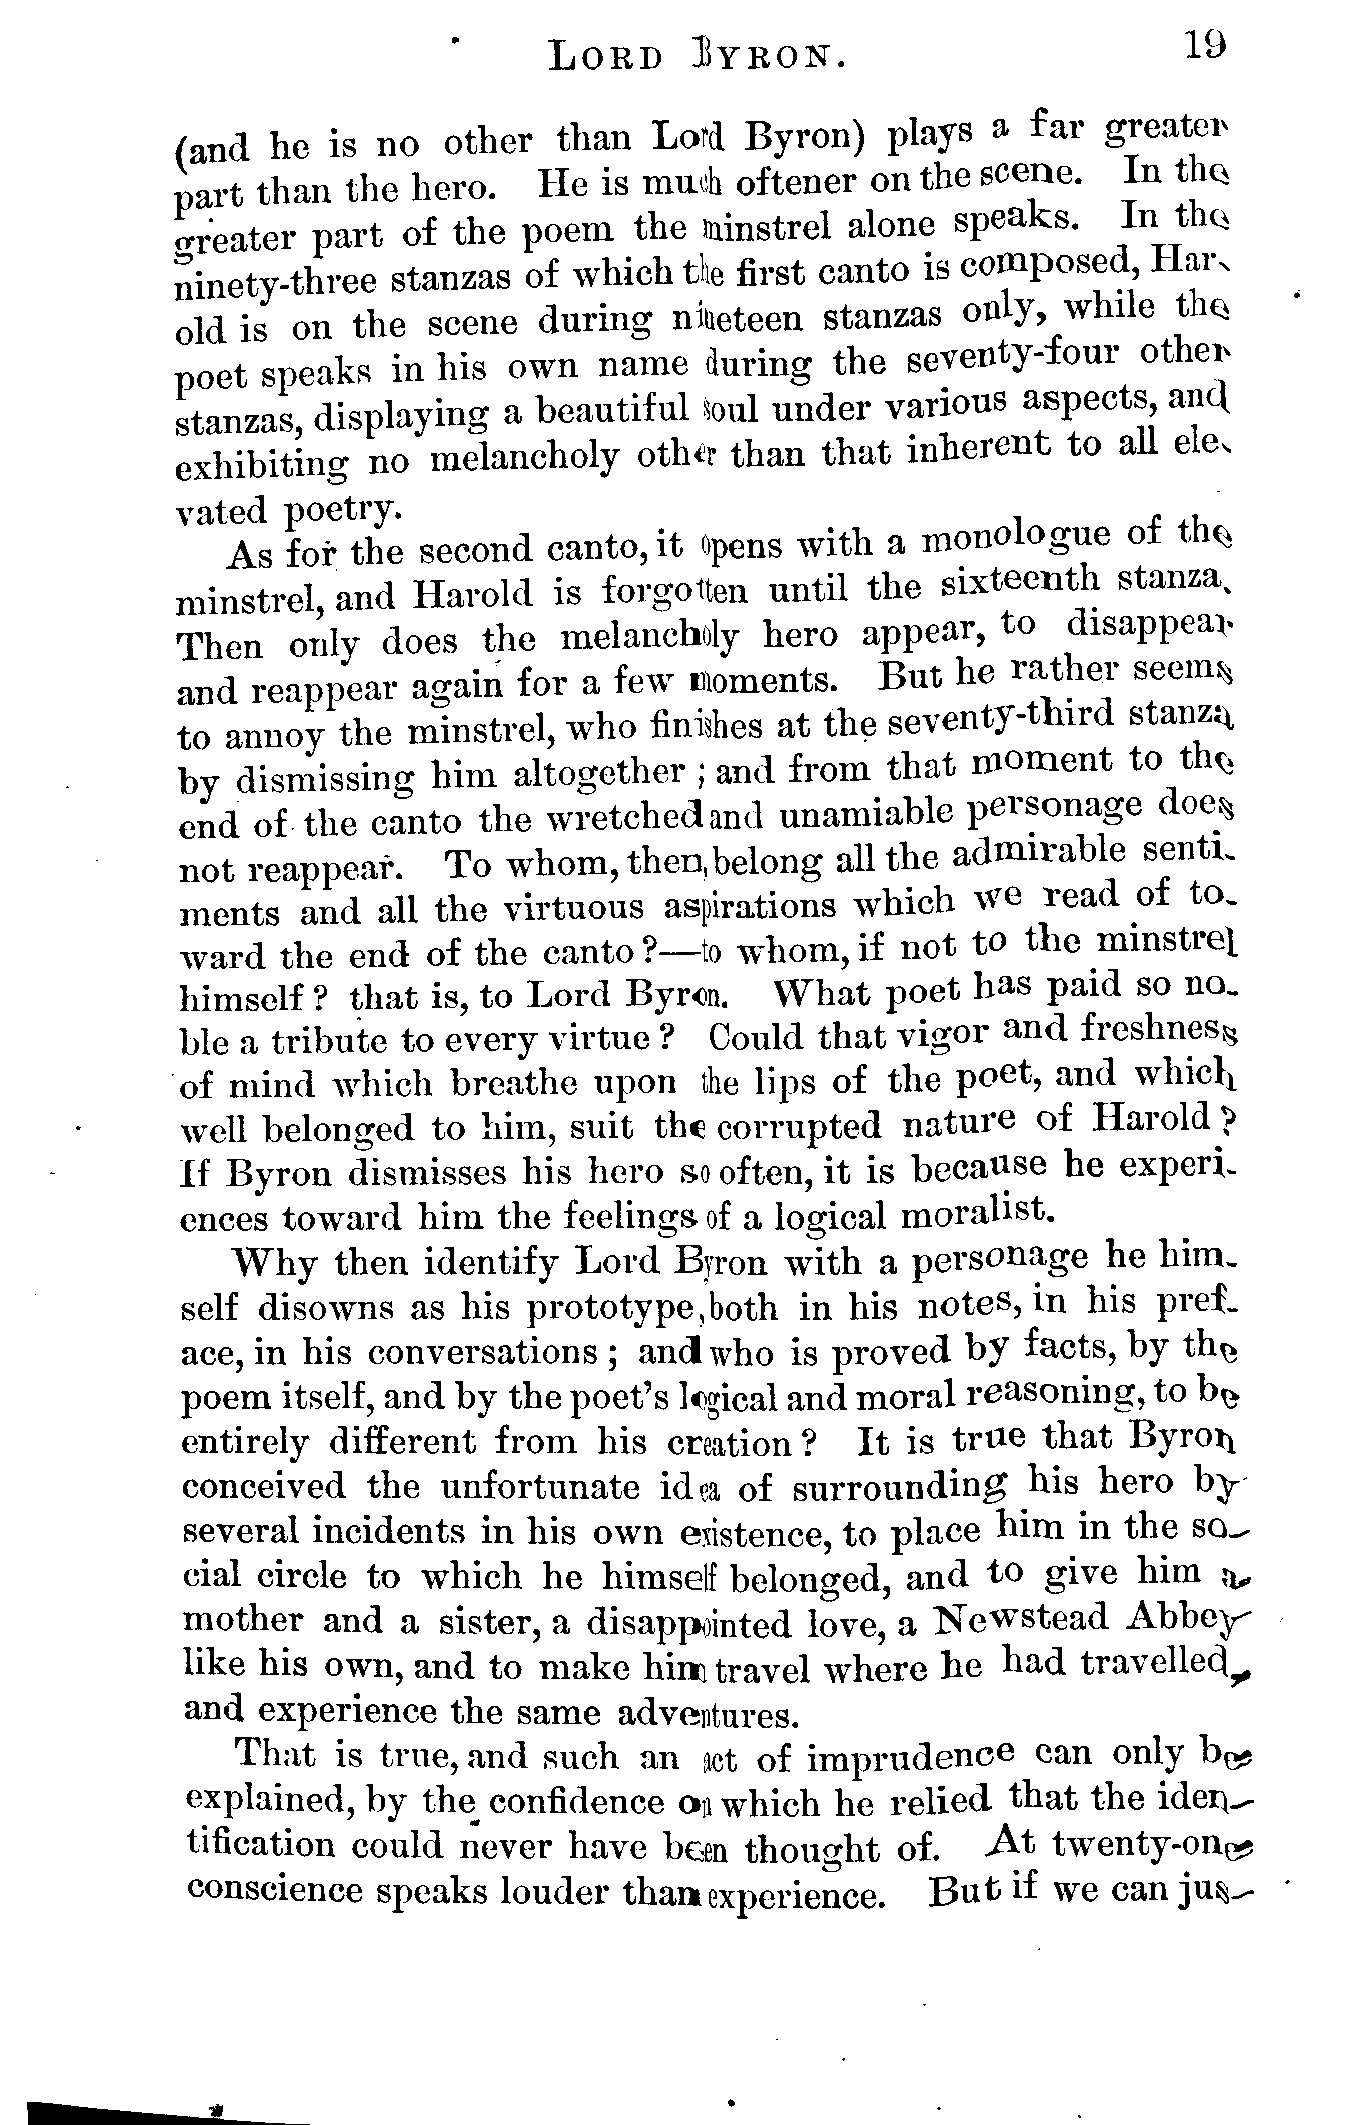 LORD BYRON. 19
(and he is no other than Lord Byron) plays a far greater
part than the hero. He is much oftener on the scene. In the
greater part of the poem the minstrel alone speaks. In the
ninety-three stanzas of which the first canto is composed, Har-
old is on the scene during nineteen stanzas only, while the
poet speaks in his own name during the seventy-four other
stanzas, displaying a beautiful soul under various aspects, and
exhibiting no melancholy other than that inherent to all ele-
vated poetry.
As for the second canto, it opens with a monologue of the
minstrel, and Harold is forgotten until the sixteenth stanza.
Then only does the melancholy hero appear, to disappear
and reappear again for a few moments. But he rather seems
to annoy the minstrel, who finishes at the seventy-third stanza
by dismissing him altogether; and from that moment to the
end of the canto the wretched and unamiable personage does
not reappear. To whom, then, belong all the admirable senti-
ments and all the virtuous aspirations which we read of to-
ward the end of the canto?—to whom, if not to the minstrel
himself? that is, to Lord Byron. What poet has paid so no-
ble a tribute to every virtue? Could that vigor and freshness
of mind which breathe upon the lips of the poet, and which
well belonged to him, suit the corrupted nature of Harold?
If Byron dismisses his hero so often, it is because he experi-
ences toward him the feelings of a logical moralist.
Why then identify Lord Byron with a personage he him-
self disowns as his prototype, both in his notes, in his pref-
ace, in his conversations; and who is proved by facts, by the
poem itself, and by the poet's logical and moral reasoning, to be
entirely different from his creation? It is true that Byron
conceived the unfortunate idea of surrounding his hero by
several incidents in his own existence, to place him in the so-
cial circle to which he himself belonged, and to give him a
mother and a sister, a disappointed love, a Newstead Abbey
like his own, and to make him travel where he had travelled,
and experience the same adventures.
That is true, and such an act of imprudence can only be
explained, by the confidence on which he relied that the iden-
tification could never have been thought of. At twenty-one
conscience speaks louder than experience. But if we can jus-